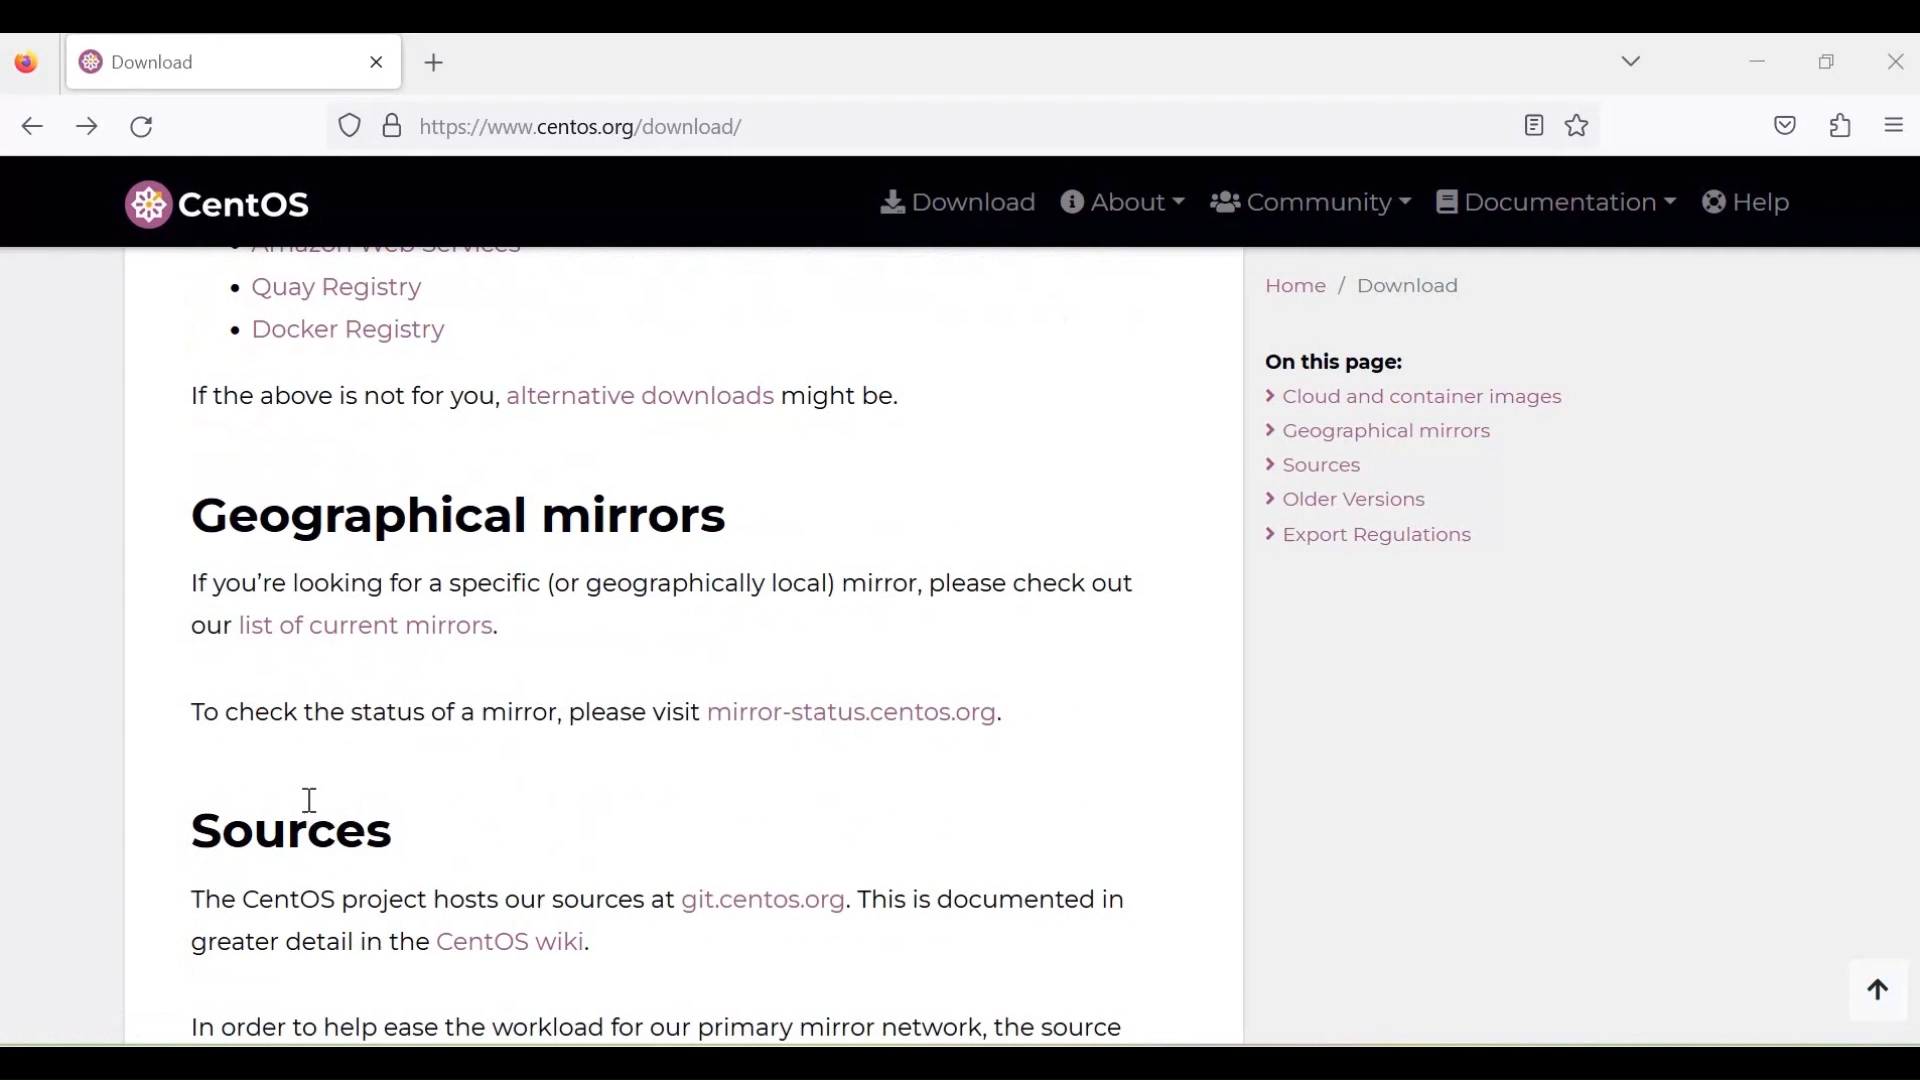 Download
https://www.centos.org/download/
CentOS
Download About Community Documentation Help
Amazon Web Services
Quay Registry
Docker Registry
If the above is not for you, alternative downloads might be.
Geographical mirrors
If you’re looking for a specific (or geographically local) mirror, please check out
our list of current mirrors.
To check the status of a mirror, please visit mirror-status.centos.org.
Sources
The CentOS project hosts our sources at git.centos.org. This is documented in
greater detail in the CentOS wiki.
In order to help ease the workload for our primary mirror network, the source
Home / Download
On this page:
Cloud and container images
Geographical mirrors
Sources
Older Versions
Export Regulations